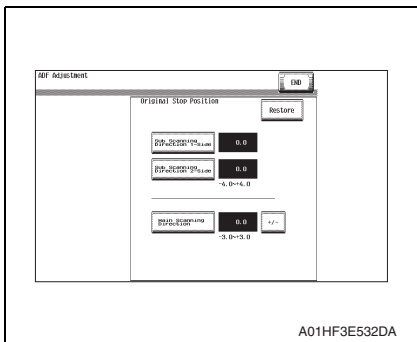 ADF Adjustment
END
Original Stop Position
Restore
Sub Scanning
Direction 1-Side
0.0
Sub Scanning
Direction 2-Side
0.0
-4.0~+4.0
Main Scanning
Direction
0.0
+/-
-3.0~+3.0
A01HF3E532DA